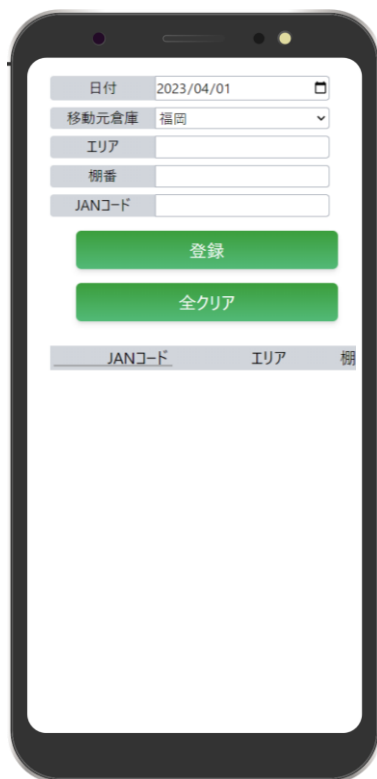 日付 2023/04/01
移動元倉庫 福岡
エリア
棚番
JANコード
登録
全クリア
JANコード エリア 棚